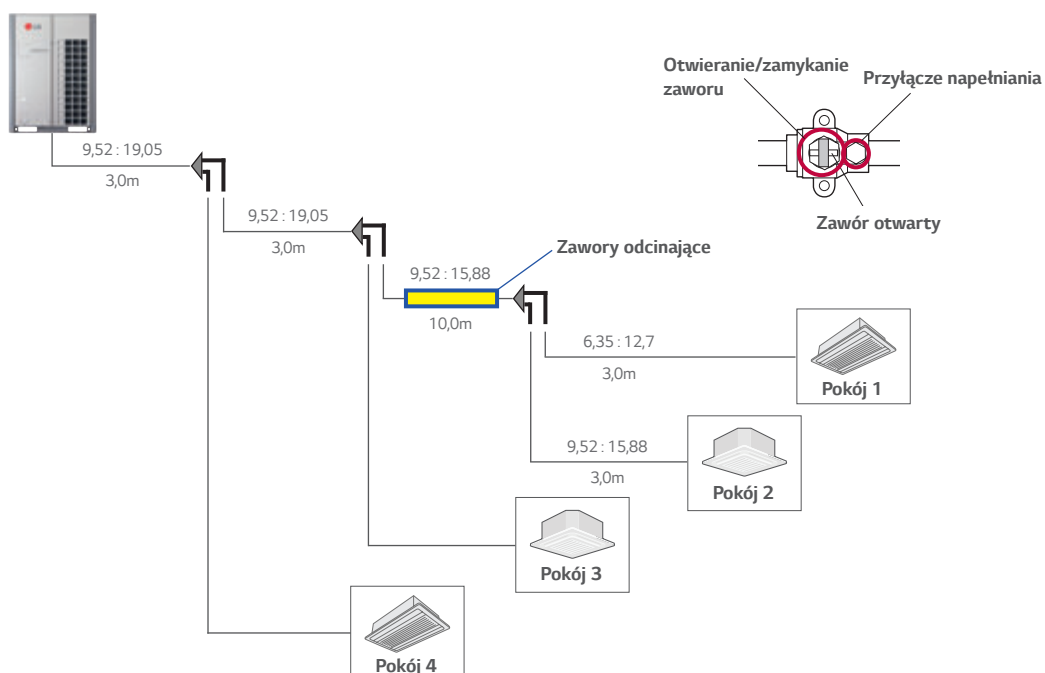 LG
Otwieranie/zamykanie
zaworu
Przyłącze napełniania
Zawór otwarty
9,52 : 19,05
3,0m
9,52 : 19,05
3,0m
Zawory odcinające
9,52 : 15,88
10,0m
6,35 : 12,7
3,0m
Pokój 1
9,52 : 15,88
3,0m
Pokój 2
Pokój 3
Pokój 4